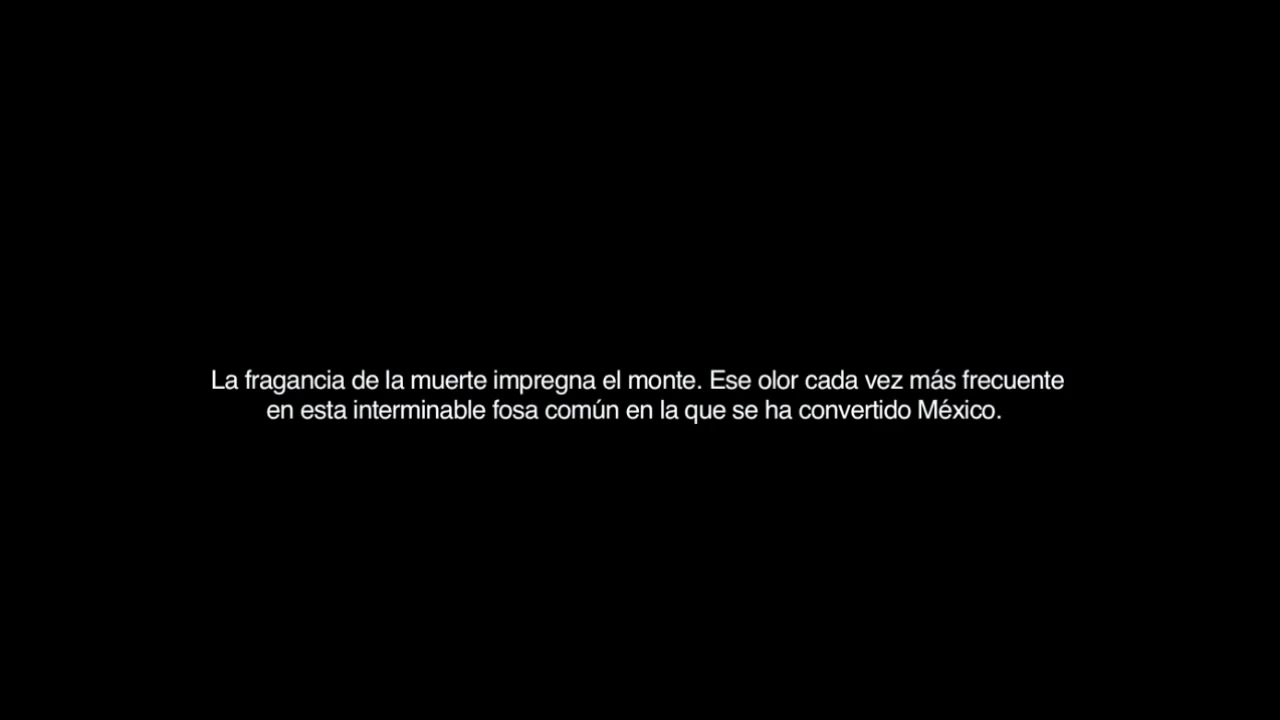 La fragancia de la muerte impregna el monte. Ese olor cada vez más frecuente
en esta interminable fosa común en la que se ha convertido México.